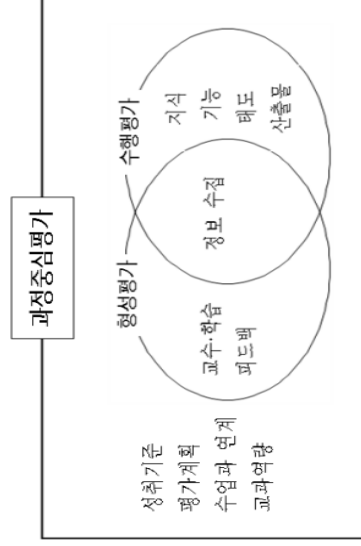 과정중심평가
형성평가
수행평가
성취기준
평가계획
수업과 연계
교과역량
교수·학습
피드백
정보 수집
지식
기능
태도
산출물